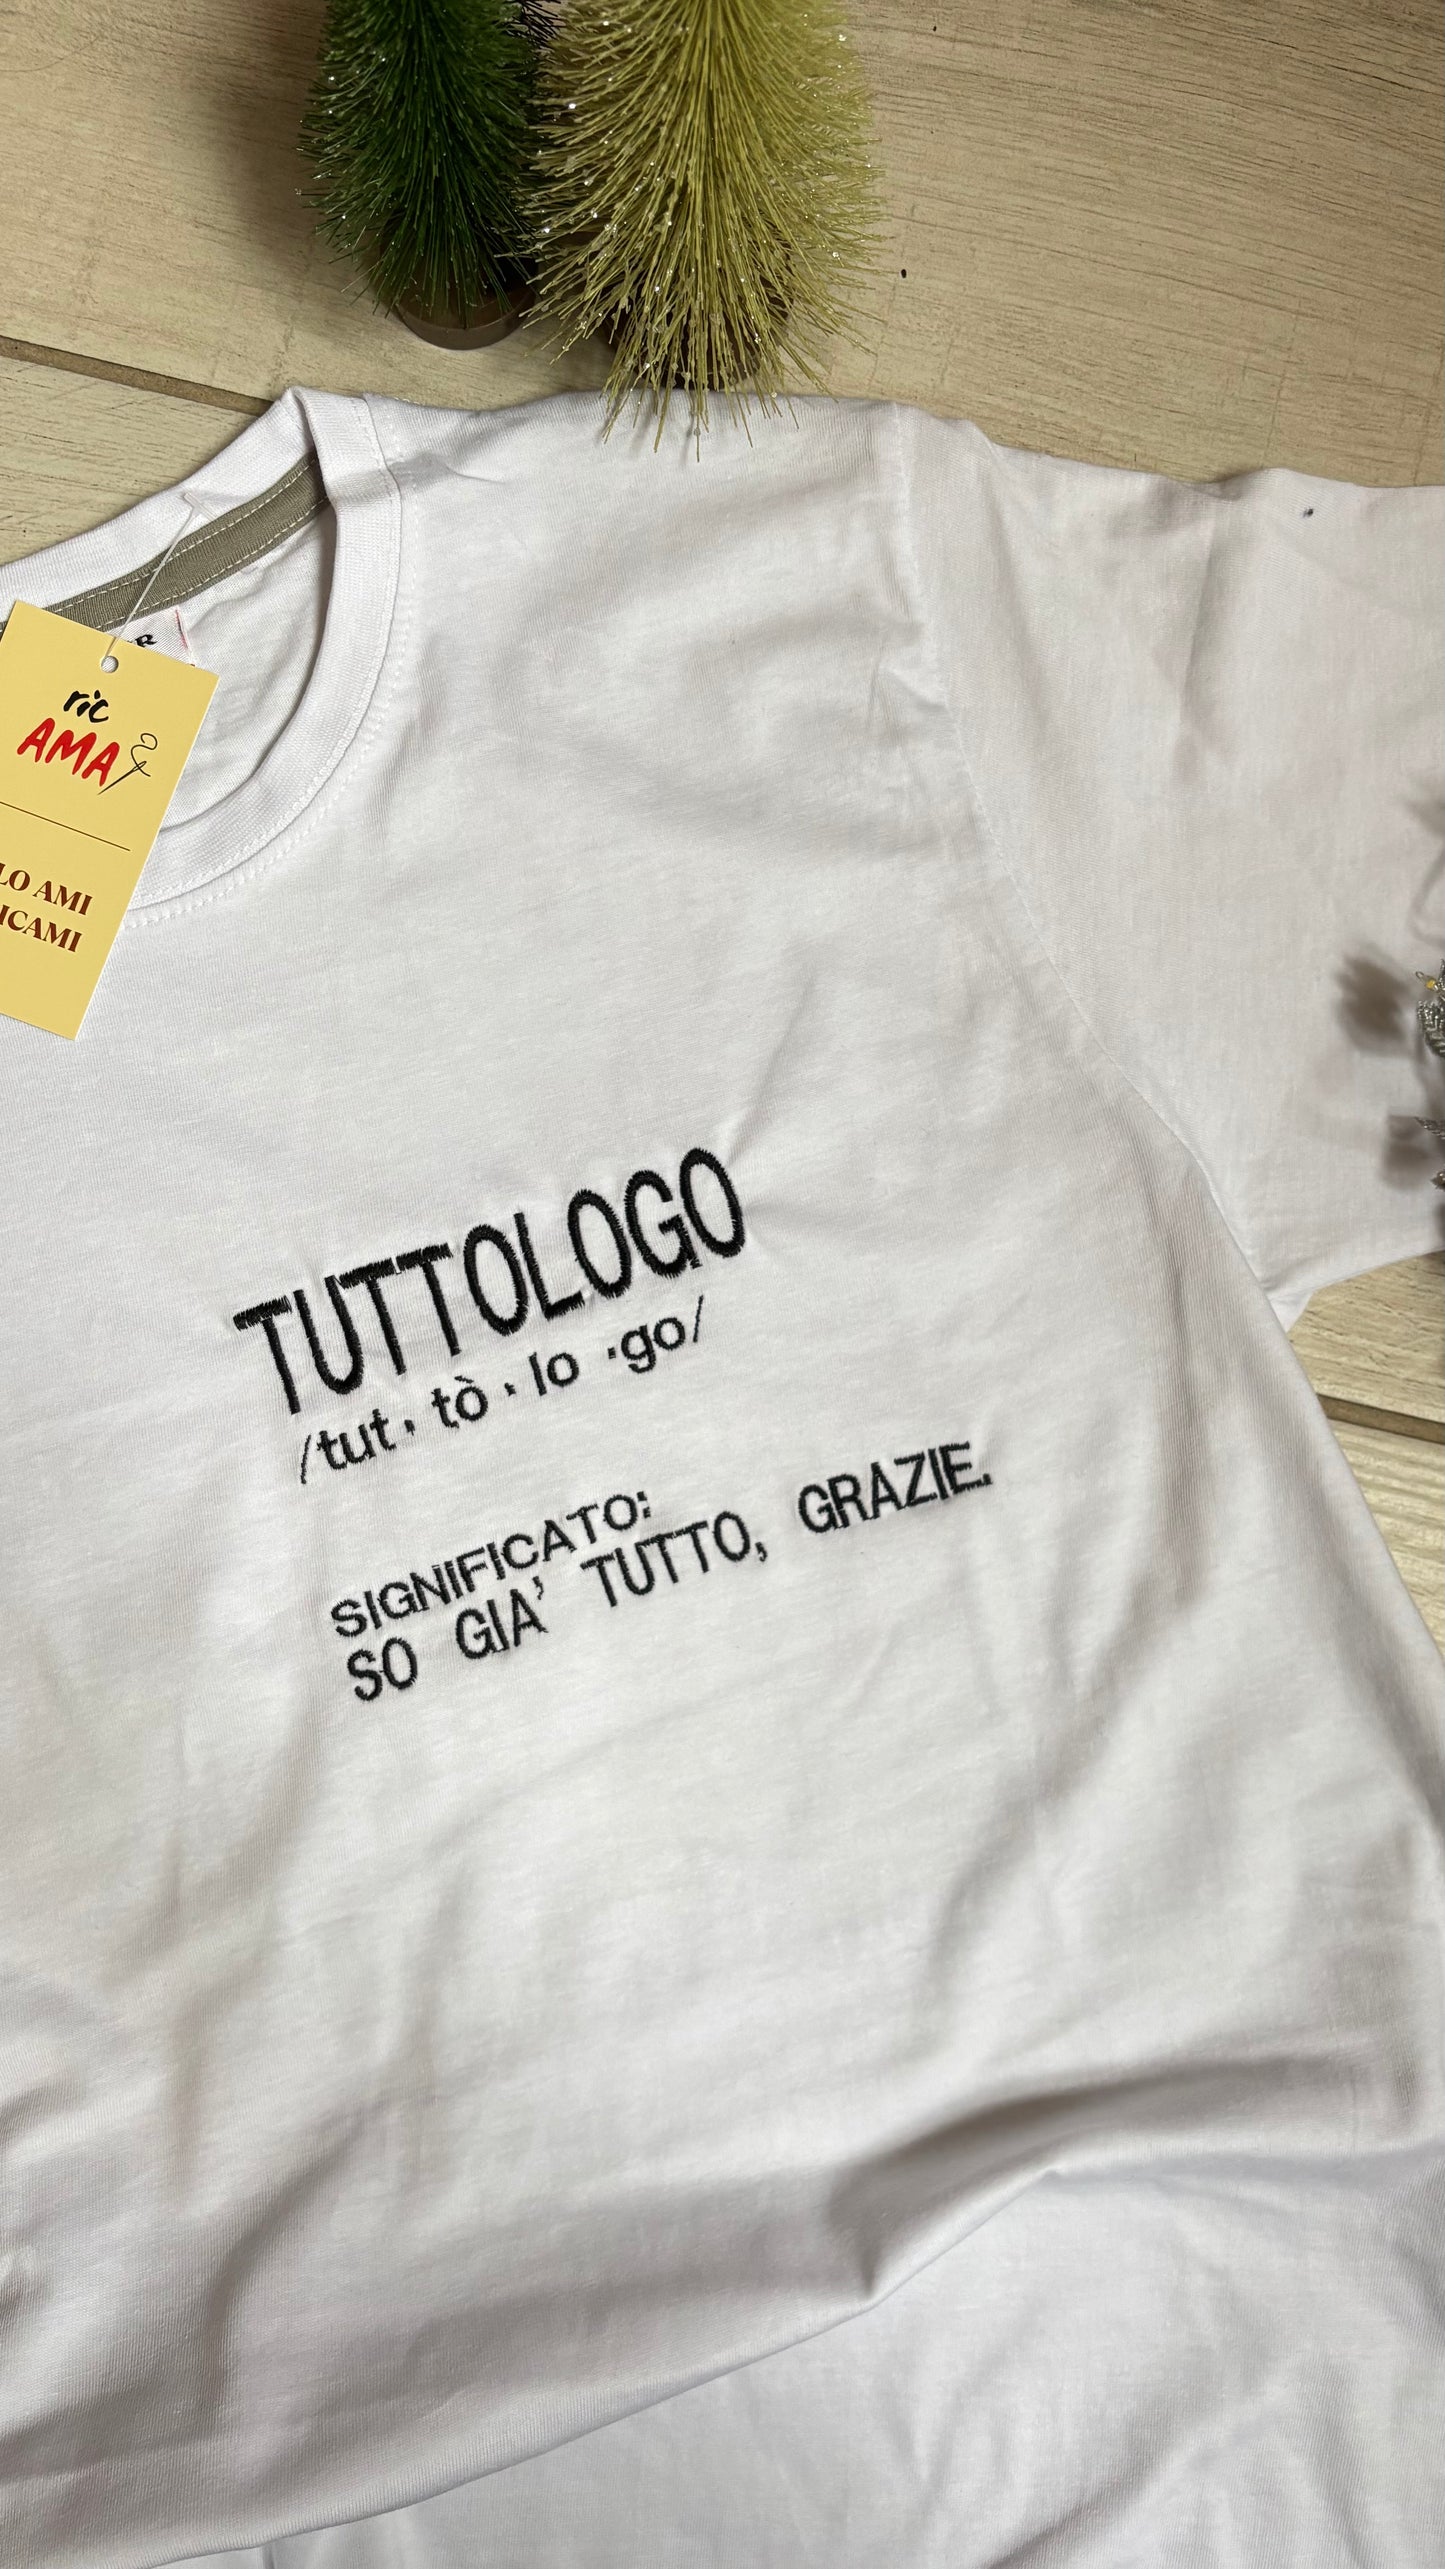 ric
AMA
LO AMI
ICAMI
TUTTOLOGO
/tut · tò · lo ·go/
SIGNIFICATO:
SO GIA' TUTTO, GRAZIE.